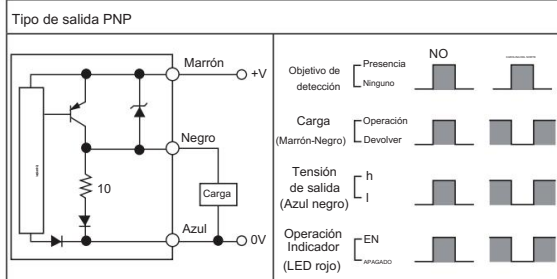 Tipo de salida PNP
Marrón
+V
Negro
10
Carga
Azul
0V
NO
Objetivo de
detección
Presencia
Ninguno
Carga
(Marrón-Negro)
Operación
Devolver
Tensión
de salida
(Azul negro)
h
l
Operación
Indicador
(LED rojo)
EN
APAGADO